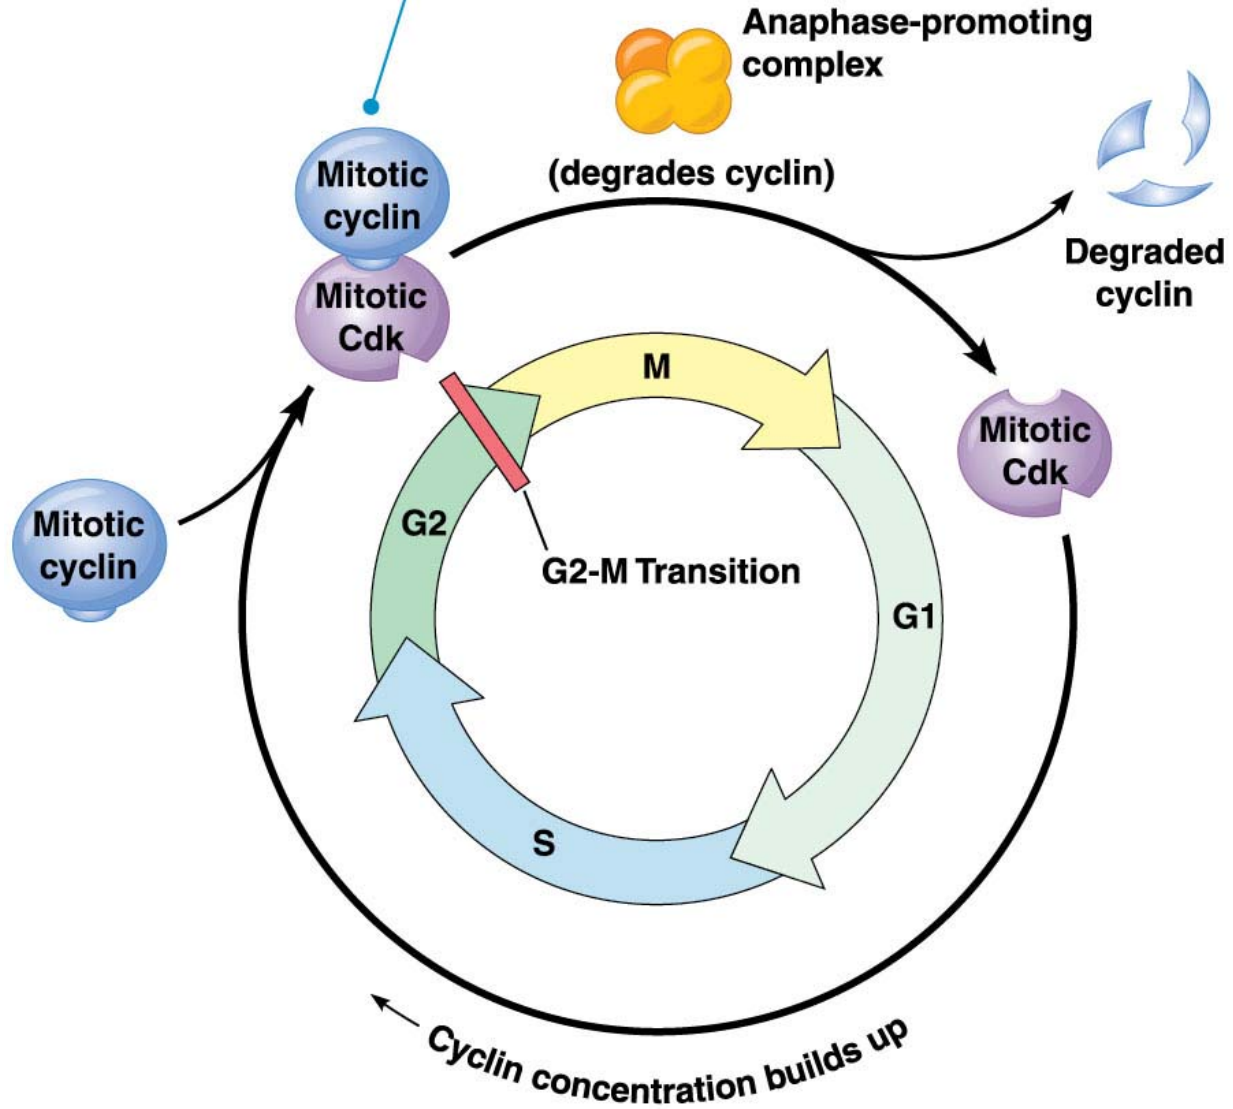 Anaphase-promoting
complex
Mitotic
cyclin
(degrades cyclin)
Degraded
cyclin
Mitotic
Cdk
M
Mitotic
Cdk
Mitotic
cyclin
G2
G2-M Transition
G1
S
Cyclin concentration builds up